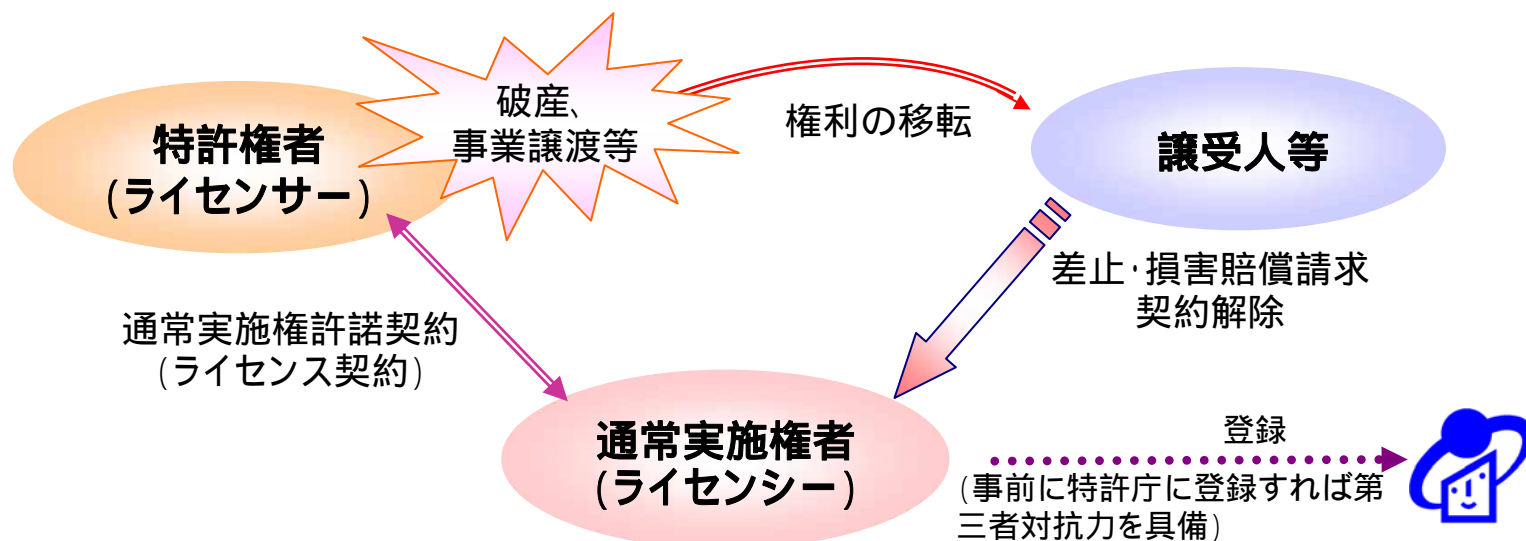 破産、
事業譲渡等
特許権者
(ライセンサー)
権利の移転
譲受人等
差止・損害賠償請求
契約解除
通常実施権許諾契約
(ライセンス契約)
通常実施権者
(ライセンシー)
登録
(事前に特許庁に登録すれば第
三者対抗力を具備)